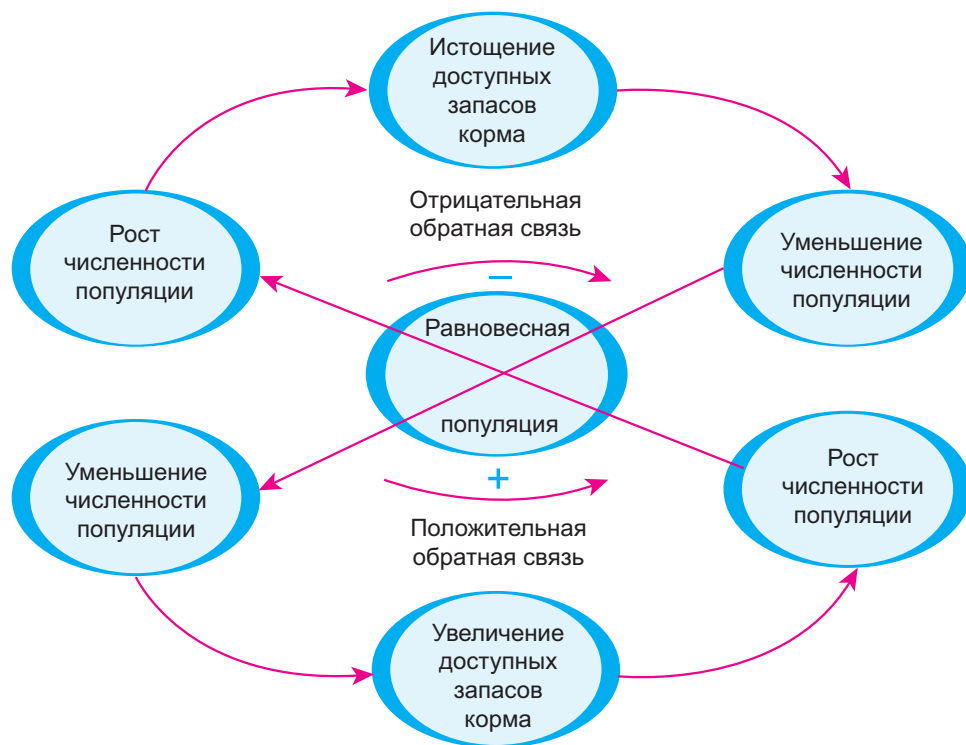 Истощение
доступных
запасов
корма
Отрицательная
обратная связь
Рост
численности
популяции
Уменьшение
численности
популяции
–
Равновесная
популяция
Уменьшение
численности
популяции
Рост
численности
популяции
+
Положительная
обратная связь
Увеличение
доступных
запасов
корма